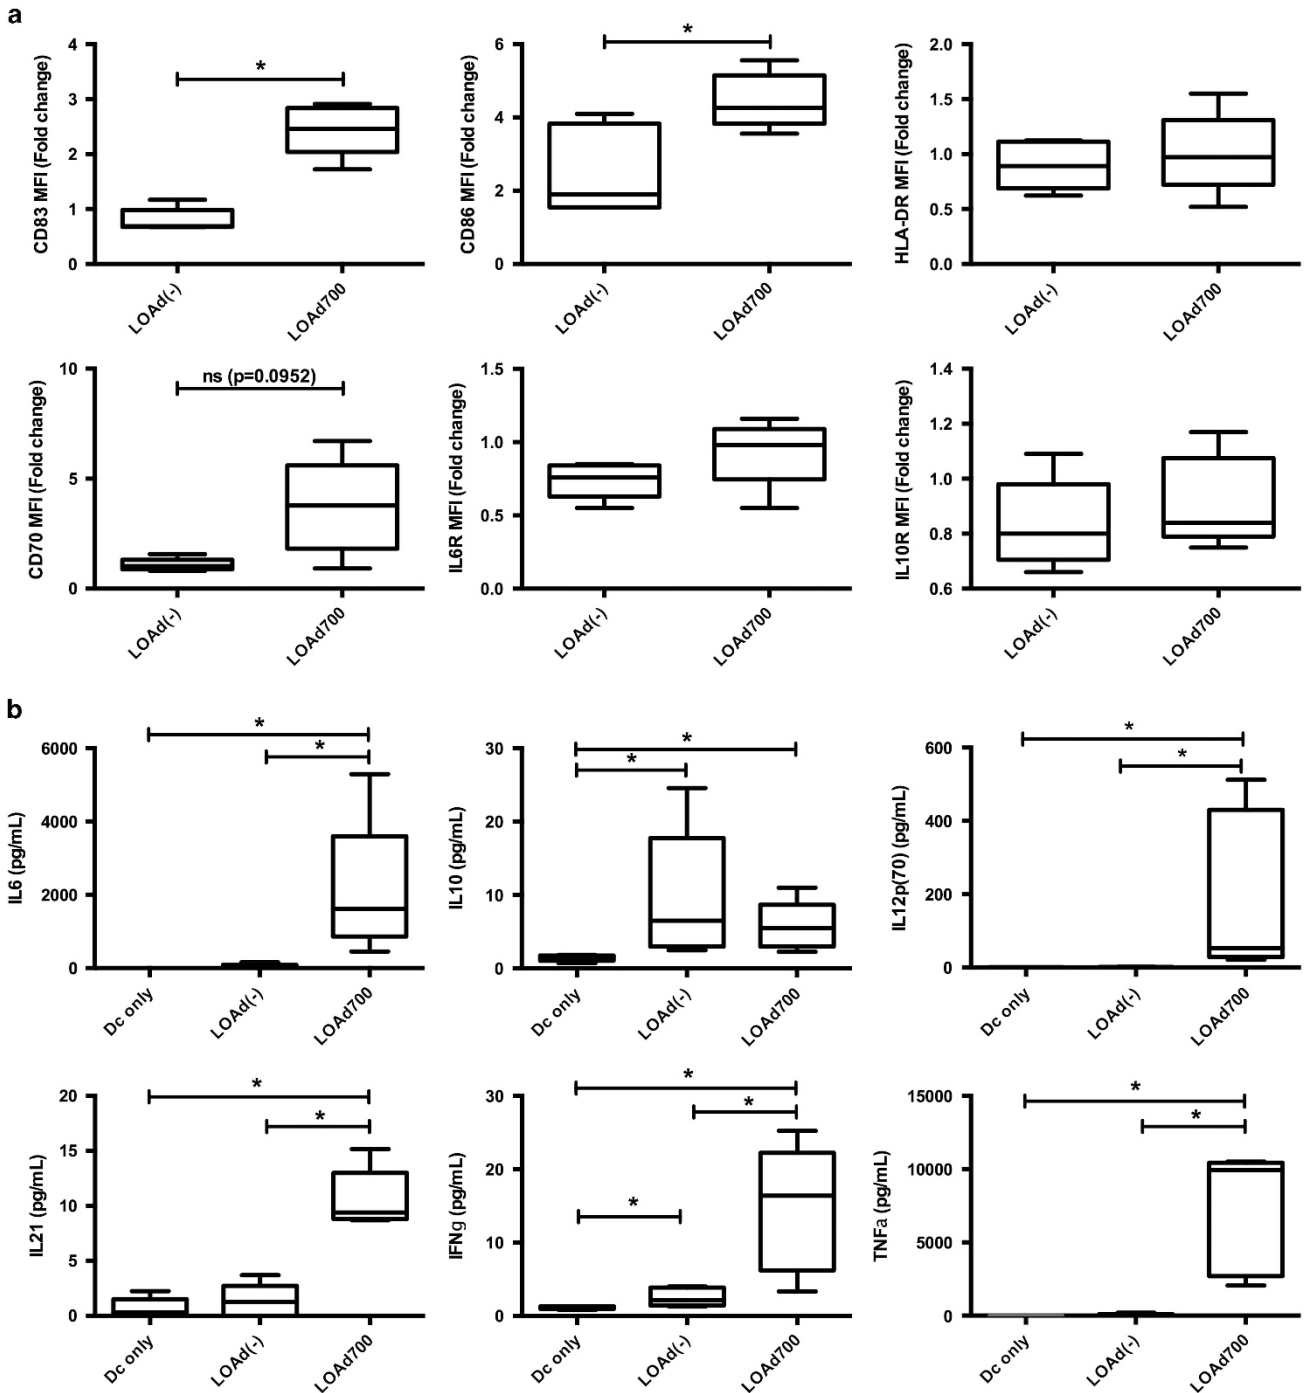 a
CD83 MFI (Fold change)
4
3
2
1
0
*
LOAd(-)
LOAd700
CD86 MFI (Fold change)
6
4
2
0
*
LOAd(-)
LOAd700
HLA-DR MFI (Fold change)
2.0
1.5
1.0
0.5
0.0
LOAd(-)
LOAd700
CD70 MFI (Fold change)
10
5
0
ns (p=0.0952)
LOAd(-)
LOAd700
IL6R MFI (Fold change)
1.5
1.0
0.5
0.0
LOAd(-)
LOAd700
IL10R MFI (Fold change)
1.4
1.2
1.0
0.8
0.6
LOAd(-)
LOAd700
b
IL6 (pg/mL)
6000
4000
2000
0
*
*
Dc only
LOAd(-)
LOAd700
IL10 (pg/mL)
30
20
10
0
*
*
Dc only
LOAd(-)
LOAd700
IL12p(70) (pg/mL)
600
400
200
0
*
*
Dc only
LOAd(-)
LOAd700
IL21 (pg/mL)
20
15
10
5
0
*
*
Dc only
LOAd(-)
LOAd700
IFNg (pg/mL)
30
20
10
0
*
*
*
Dc only
LOAd(-)
LOAd700
TNFa (pg/mL)
15000
10000
5000
0
*
*
Dc only
LOAd(-)
LOAd700